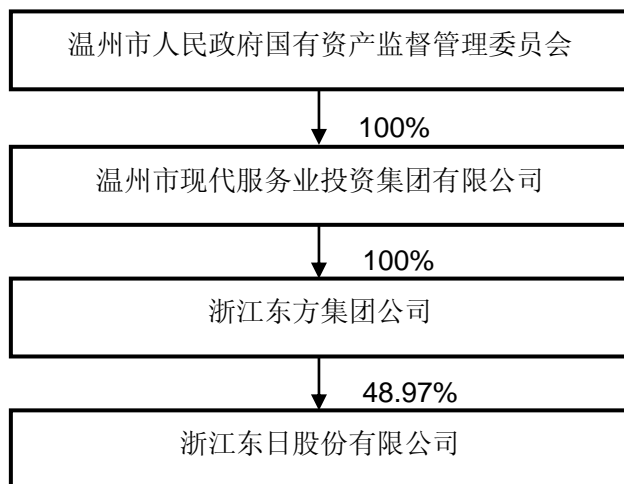 温州市人民政府国有资产监督管理委员会
100%
温州市现代服务业投资集团有限公司
100%
浙江东方集团公司
48.97%
浙江东日股份有限公司